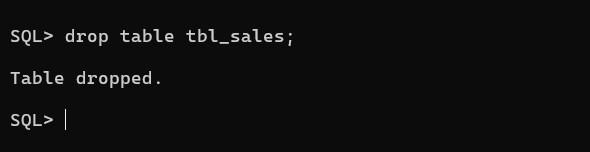 SQL> drop table tbl_sales;
Table dropped.
SQL>